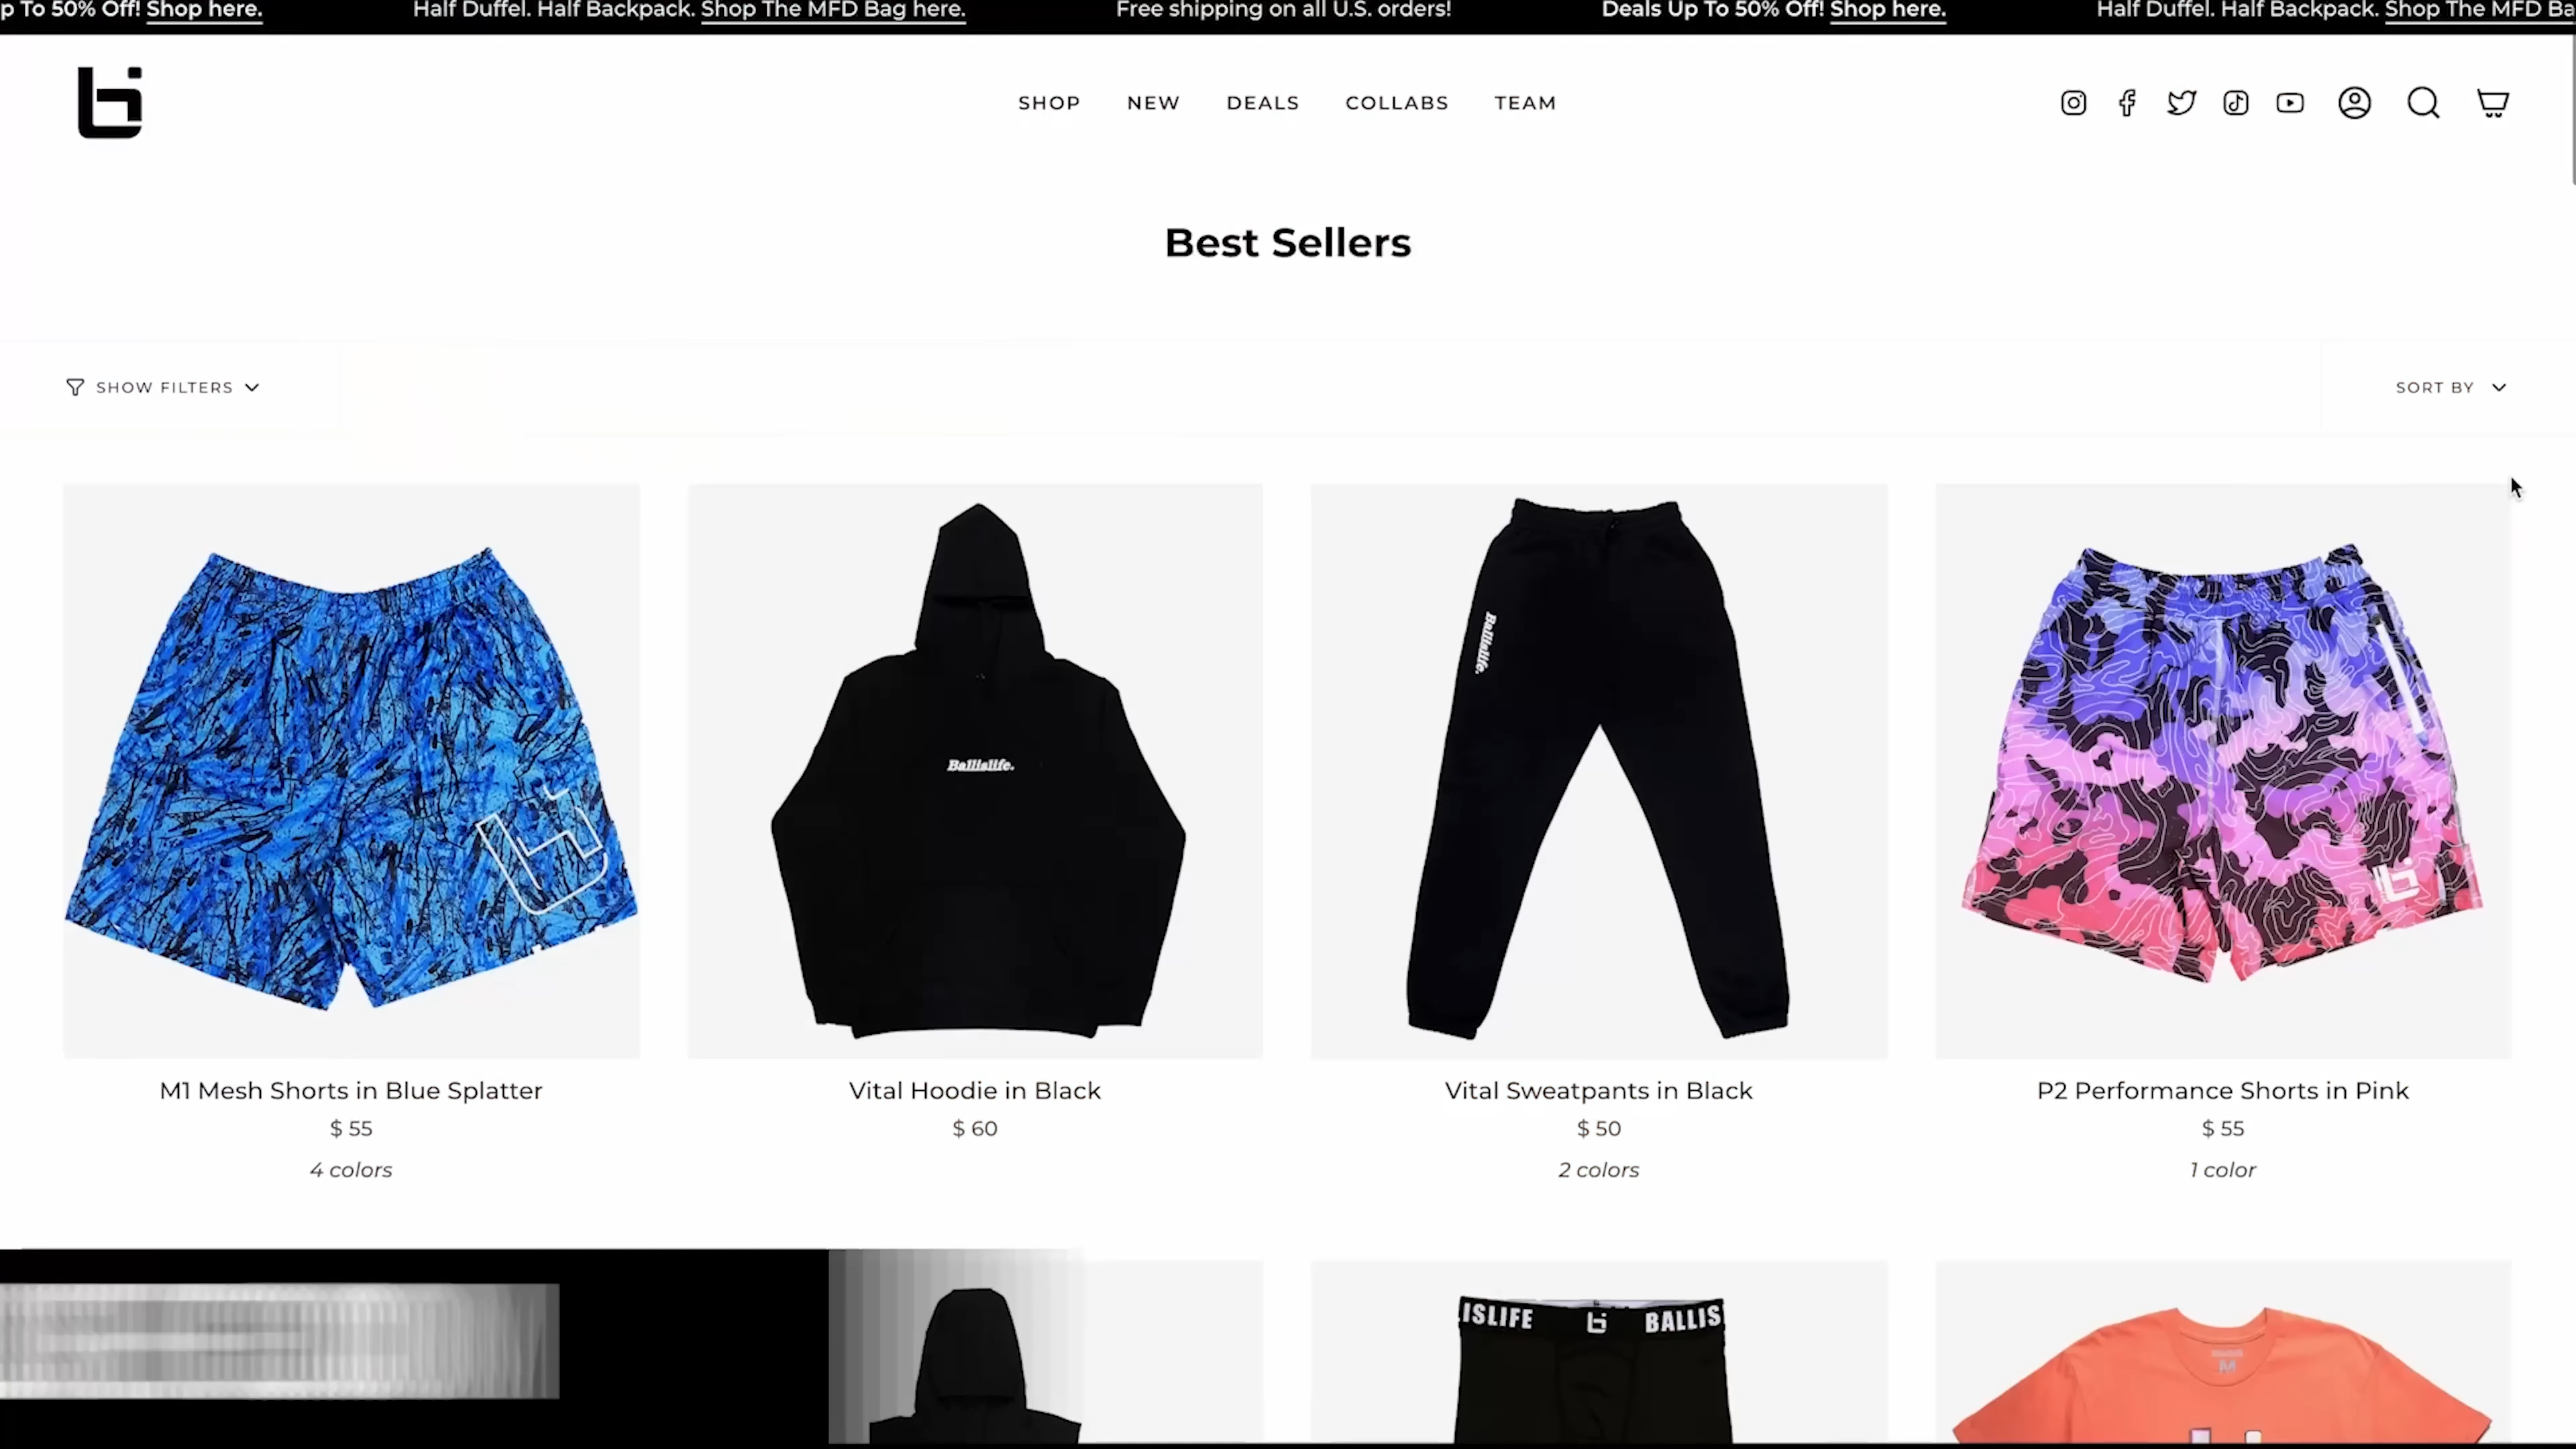 p To 50% Off! Shop here. Half Duffel. Half Backpack. Shop The MFD Bag here. Free shipping on all U.S. orders! Deals Up To 50% Off! Shop here. Half Duffel. Half Backpack. Shop The MFD Ba
SHOP NEW DEALS COLLABS TEAM
Best Sellers
SHOW FILTERS SORT BY
Ballislife.
Ballislife.
M1 Mesh Shorts in Blue Splatter
$ 55
4 colors
Vital Hoodie in Black
$ 60
Vital Sweatpants in Black
$ 50
2 colors
P2 Performance Shorts in Pink
$ 55
1 color
ISLIFE BALLIS
M